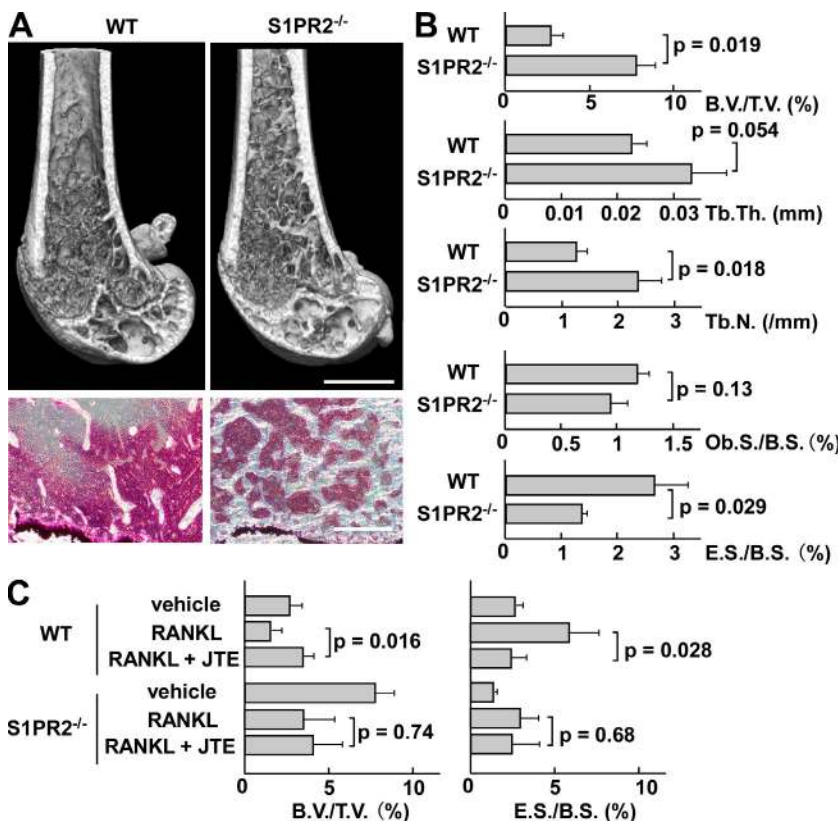 A
WT
S1PR2-/-
B
WT
S1PR2-/-
p = 0.019
0 5 10 B.V./T.V. (%)
WT
S1PR2-/-
p = 0.054
0 0.01 0.02 0.03 Tb.Th. (mm)
WT
S1PR2-/-
p = 0.018
0 1 2 3 Tb.N. (/mm)
WT
S1PR2-/-
p = 0.13
0 0.5 1 1.5 Ob.S./B.S. (%)
WT
S1PR2-/-
p = 0.029
0 1 2 3 E.S./B.S. (%)
C
WT
vehicle
RANKL
RANKL + JTE
p = 0.016
p = 0.028
S1PR2-/-
vehicle
RANKL
RANKL + JTE
p = 0.74
p = 0.68
0 10
B.V./T.V. (%)
0 10
E.S./B.S. (%)